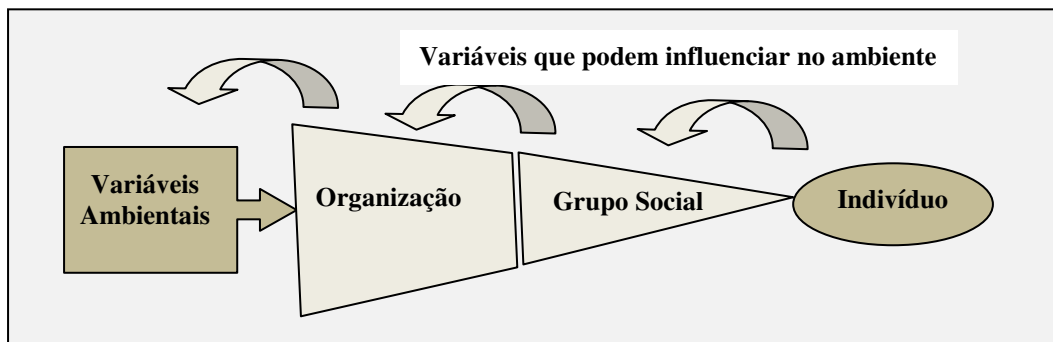 Variáveis que podem influenciar no ambiente
Variáveis
Ambientais
Organização
Grupo Social
Indivíduo